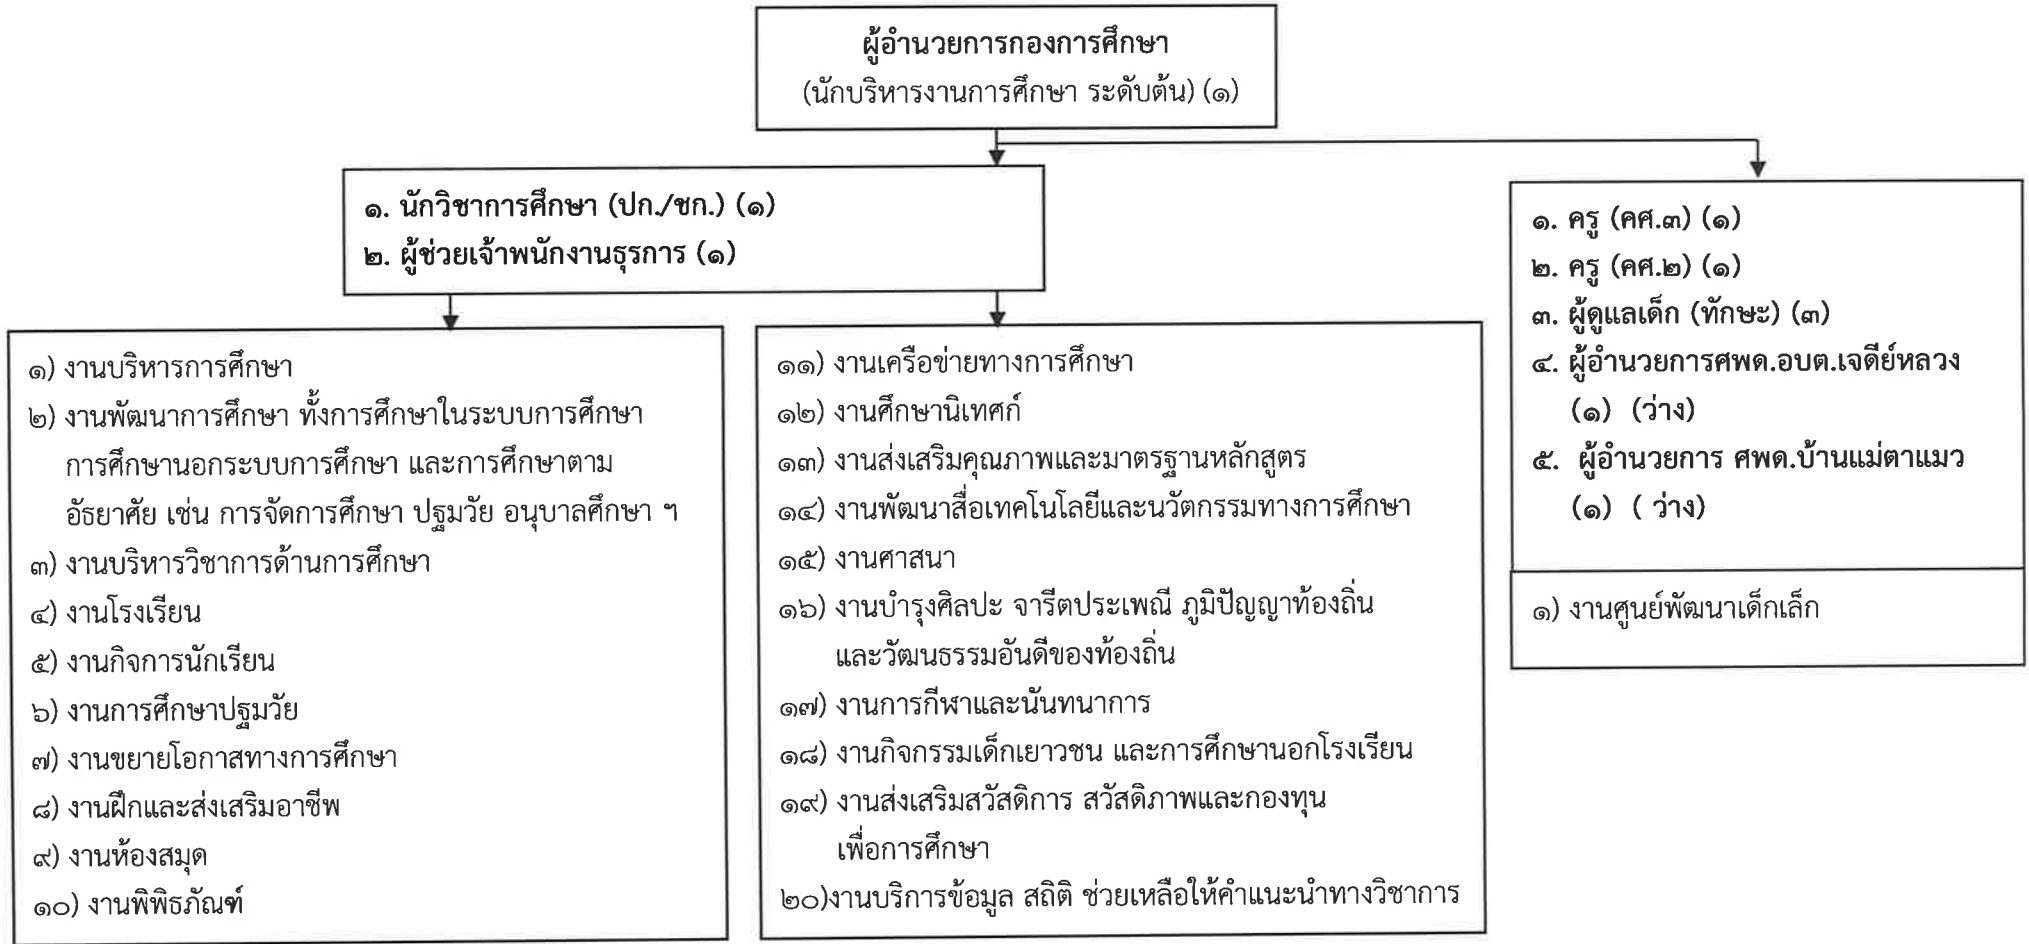 ผู้อำนวยการกองการศึกษา
(นักบริหารงานการศึกษา ระดับต้น) (๑)
๑. นักวิชาการศึกษา (ปก./ชก.) (๑)
๒. ผู้ช่วยเจ้าพนักงานธุรการ (๑)
๑) งานบริหารการศึกษา
๒) งานพัฒนาการศึกษา ทั้งการศึกษาในระบบการศึกษา
การศึกษานอกระบบการศึกษา และการศึกษาตาม
อัธยาศัย เช่น การจัดการศึกษา ปฐมวัย อนุบาลศึกษา ฯ
๓) งานบริหารวิชาการด้านการศึกษา
๔) งานโรงเรียน
๕) งานกิจการนักเรียน
๖) งานการศึกษาปฐมวัย
๗) งานขยายโอกาสทางการศึกษา
๘) งานฝึกและส่งเสริมอาชีพ
๙) งานห้องสมุด
๑๐) งานพิพิธภัณฑ์
๑๑) งานเครือข่ายทางการศึกษา
๑๒) งานศึกษานิเทศก์
๑๓) งานส่งเสริมคุณภาพและมาตรฐานหลักสูตร
๑๔) งานพัฒนาสื่อเทคโนโลยีและนวัตกรรมทางการศึกษา
๑๕) งานศาสนา
๑๖) งานบำรุงศิลปะ จารีตประเพณี ภูมิปัญญาท้องถิ่น
และวัฒนธรรมอันดีของท้องถิ่น
๑๗) งานการกีฬาและนันทนาการ
๑๘) งานกิจกรรมเด็กเยาวชน และการศึกษานอกโรงเรียน
๑๙) งานส่งเสริมสวัสดิการ สวัสดิภาพและกองทุน
เพื่อการศึกษา
๒๐)งานบริการข้อมูล สถิติ ช่วยเหลือให้คำแนะนำทางวิชาการ
๑. ครู (คศ.๓) (๑)
๒. ครู (คศ.๒) (๑)
๓. ผู้ดูแลเด็ก (ทักษะ) (๓)
๔. ผู้อำนวยการศพด.อบต.เจดีย์หลวง
(๑) (ว่าง)
๕. ผู้อำนวยการ ศพด.บ้านแม่ตาแมว
(๑) ( ว่าง)
๑) งานศูนย์พัฒนาเด็กเล็ก